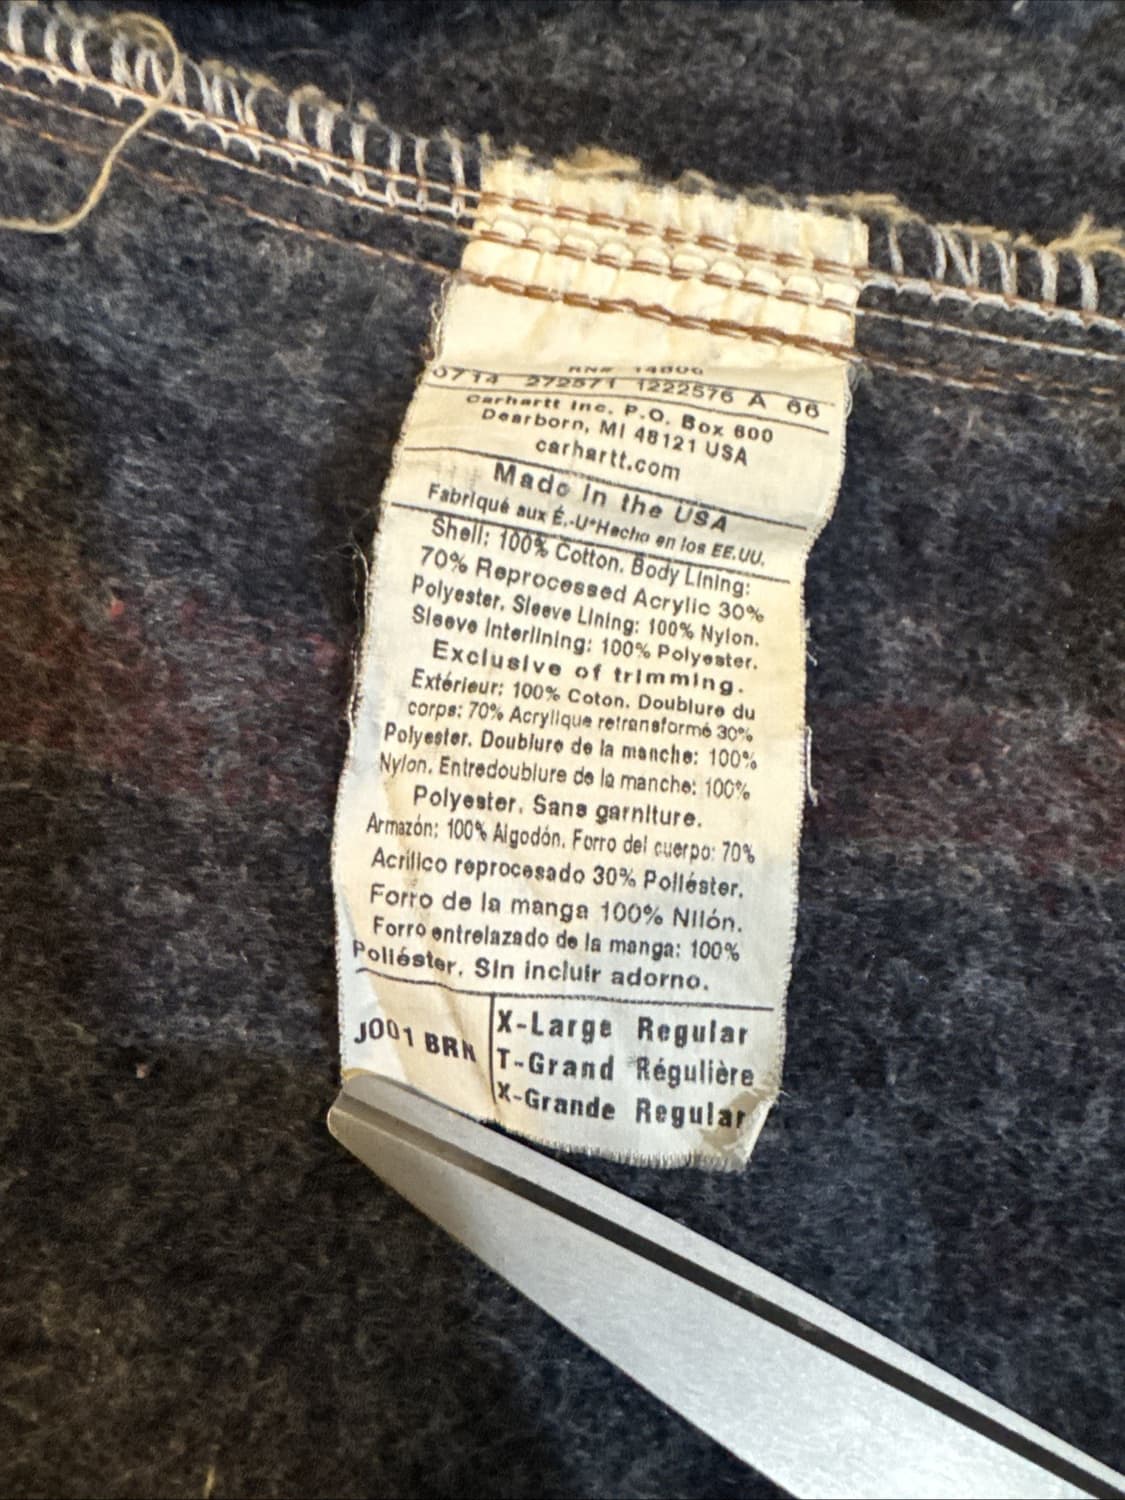 RN# 14806
0714 272571 1222576 A 66
Carhartt Inc. P.O. Box 600
Dearborn, MI 48121 USA
carhartt.com
Made in the USA
Fabriqué aux É.-U*Hecho en los EE.UU.
Shell: 100% Cotton. Body Lining:
70% Reprocessed Acrylic 30%
Polyester. Sleeve Lining: 100% Nylon.
Sleeve Interlining: 100% Polyester.
Exclusive of trimming.
Extérieur: 100% Coton. Doublure du
corps: 70% Acrylique retransformé 30%
Polyester. Doublure de la manche: 100%
Nylon. Entredoublure de la manche: 100%
Polyester. Sans garniture.
Armazón: 100% Algodón. Forro del cuerpo: 70%
Acrílico reprocesado 30% Poliéster.
Forro de la manga 100% Nilón.
Forro entrelazado de la manga: 100%
Poliéster. Sin incluir adorno.
J001 BRN
X-Large Regular
T-Grand Régulière
X-Grande Regular